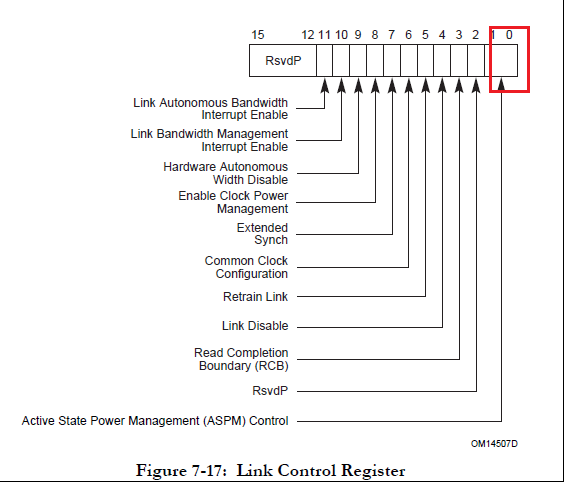 15 12 11 10 9 8 7 6 5 4 3 2 1 0
RsvdP
Link Autonomous Bandwidth
Interrupt Enable
Link Bandwidth Management
Interrupt Enable
Hardware Autonomous
Width Disable
Enable Clock Power
Management
Extended
Synch
Common Clock
Configuration
Retrain Link
Link Disable
Read Completion
Boundary (RCB)
RsvdP
Active State Power Management (ASPM) Control
OM14507D
Figure 7-17: Link Control Register